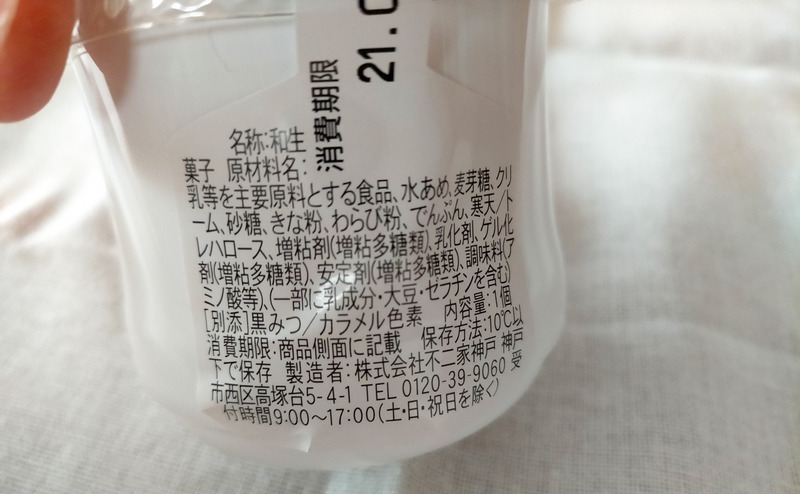 消費期限 21.0
名称:和生
菓子 原材料名:
乳等を主要原料とする食品、水あめ、麦芽糖、クリ
ーム、砂糖、きな粉、わらび粉、でんぷん、寒天/ト
レハロース、増粘剤(増粘多糖類)、乳化剤、ゲル化
剤(増粘多糖類)、安定剤(増粘多糖類)、調味料(ア
ミノ酸等)、(一部に乳成分・大豆・ゼラチンを含む)
[別添]黒みつ/カラメル色素 内容量:1個
消費期限:商品側面に記載 保存方法:10℃以
下で保存 製造者:株式会社不二家神戸 神戸
市西区高塚台5-4-1 TEL 0120-39-9060 受
付時間9:00～17:00(土・日・祝日を除く)